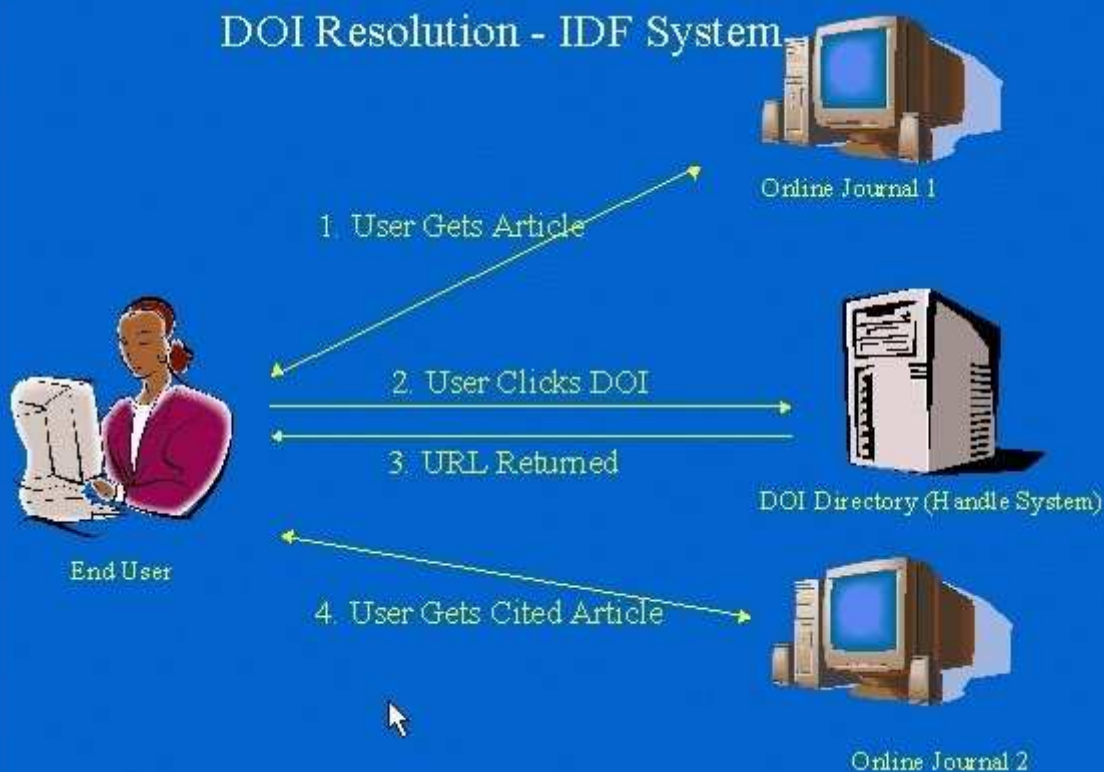 DOI Resolution - IDF System
Online Journal 1
1. User Gets Article
2. User Clicks DOI
3. URL Returned
DOI Directory (Handle System)
End User
4. User Gets Cited Article
Online Journal 2